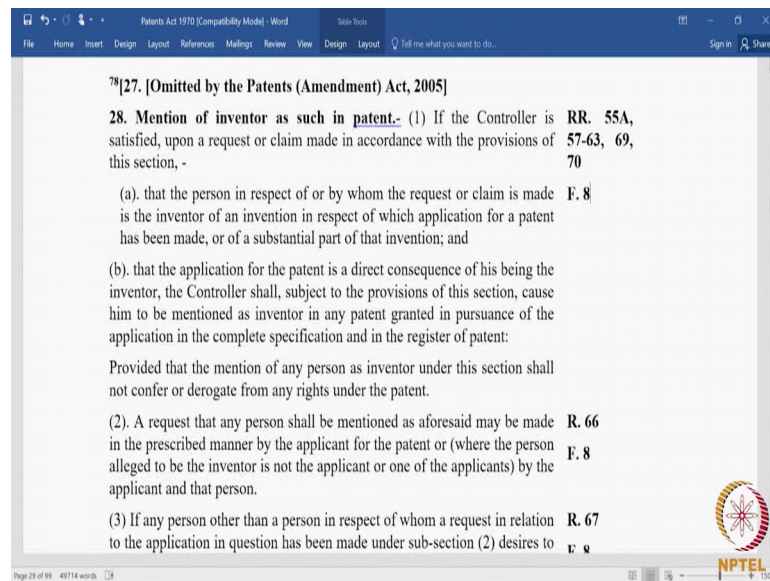 Patents Act 1970 [Compatibility Mode] - Word
Table Tools
File Home Insert Design Layout References Mailings Review View Design Layout Tell me what you want to do...
Sign in Share
78[27. [Omitted by the Patents (Amendment) Act, 2005]
28. Mention of inventor as such in patent.- (1) If the Controller is RR. 55A,
satisfied, upon a request or claim made in accordance with the provisions of 57-63, 69,
this section, - 70
(a). that the person in respect of or by whom the request or claim is made F. 8
is the inventor of an invention in respect of which application for a patent
has been made, or of a substantial part of that invention; and
(b). that the application for the patent is a direct consequence of his being the
inventor, the Controller shall, subject to the provisions of this section, cause
him to be mentioned as inventor in any patent granted in pursuance of the
application in the complete specification and in the register of patent:
Provided that the mention of any person as inventor under this section shall
not confer or derogate from any rights under the patent.
(2). A request that any person shall be mentioned as aforesaid may be made R. 66
in the prescribed manner by the applicant for the patent or (where the person
F. 8
alleged to be the inventor is not the applicant or one of the applicants) by the
applicant and that person.
(3) If any person other than a person in respect of whom a request in relation R. 67
to the application in question has been made under sub-section (2) desires to
NPTEL
Page 29 of 99 49714 words